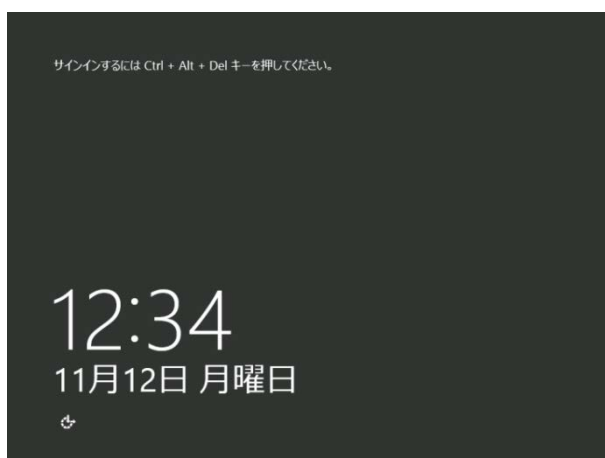 サインインするには Ctrl + Alt + Del キーを押してください。
12:34
11月12日 月曜日